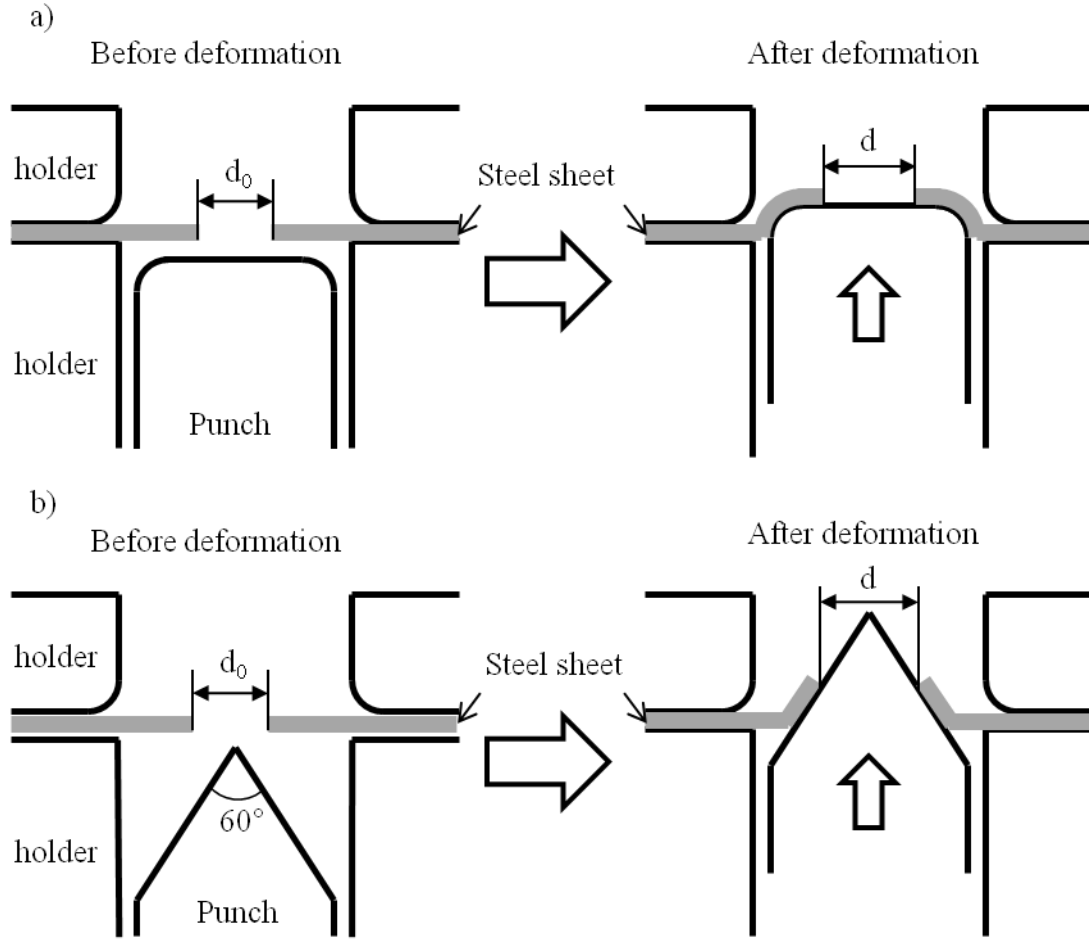 a)
Before deformation
After deformation
holder
d₀
Steel sheet
d
holder
Punch
b)
Before deformation
After deformation
holder
d₀
Steel sheet
d
60°
holder
Punch